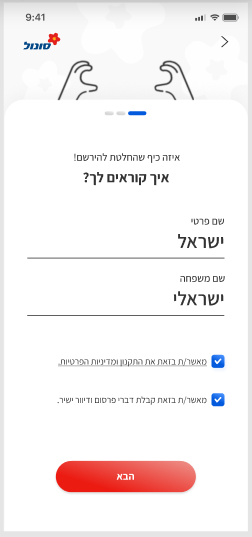 9:41
סונול
איזה כיף שהחלטת להירשם!
איך קוראים לך?
שם פרטי
ישראל
שם משפחה
ישראלי
מאשר/ת בזאת את התקנון ומדיניות הפרטיות.
מאשר/ת בזאת קבלת דברי פרסום ודיוור ישיר.
הבא